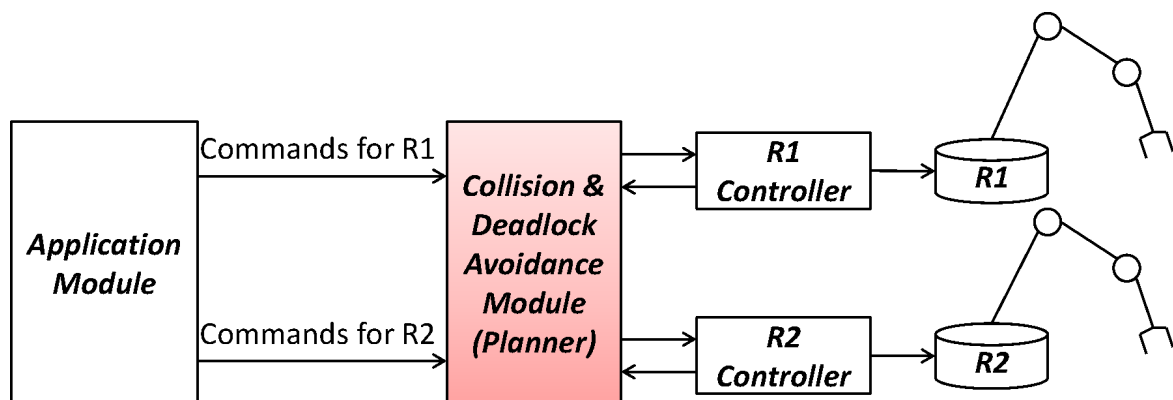 Application
Module
Commands for R1
Commands for R2
Collision &
Deadlock
Avoidance
Module
(Planner)
R1
Controller
R1
R2
Controller
R2